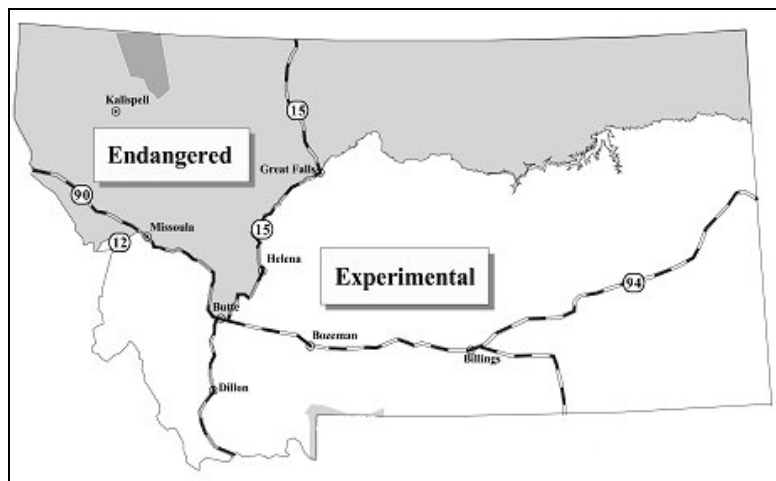 Kalispell
15
Endangered
Great Falls
90
Missoula
12
15
Helena
Experimental
94
Butte
Bozeman
Billings
Dillon